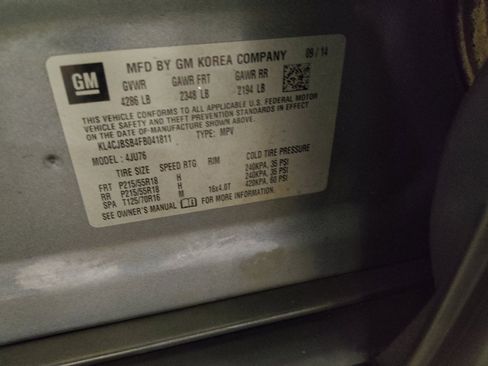 GM
MFD BY GM KOREA COMPANY 09 / 14
GVWR GAWR FRT GAWR RR
4286 LB 2348 LB 2194 LB
THIS VEHICLE CONFORMS TO ALL APPLICABLE U.S. FEDERAL MOTOR
VEHICLE SAFETY AND THEFT PREVENTION STANDARDS IN EFFECT
ON THE DATE-OF-MANUFACTURE SHOWN ABOVE.
KL4CJBSB4FB041811 TYPE: MPV
MODEL: 4JU76
TIRE SIZE SPEED RTG RIM COLD TIRE PRESSURE
FRT P215/55R18 H 240KPA, 35 PSI
RR P215/55R18 H 240KPA, 35 PSI
SPA T125/70R16 M 16x4.0T 420KPA, 60 PSI
SEE OWNER'S MANUAL FOR MORE INFORMATION.